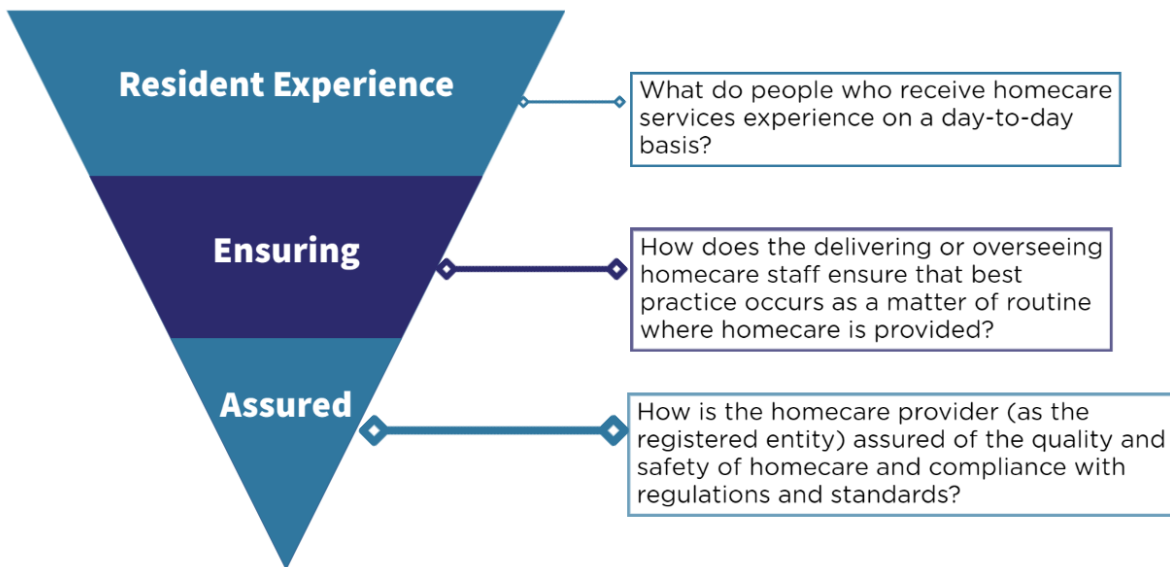 Resident Experience
What do people who receive homecare
services experience on a day-to-day
basis?
Ensuring
How does the delivering or overseeing
homecare staff ensure that best
practice occurs as a matter of routine
where homecare is provided?
Assured
How is the homecare provider (as the
registered entity) assured of the quality and
safety of homecare and compliance with
regulations and standards?